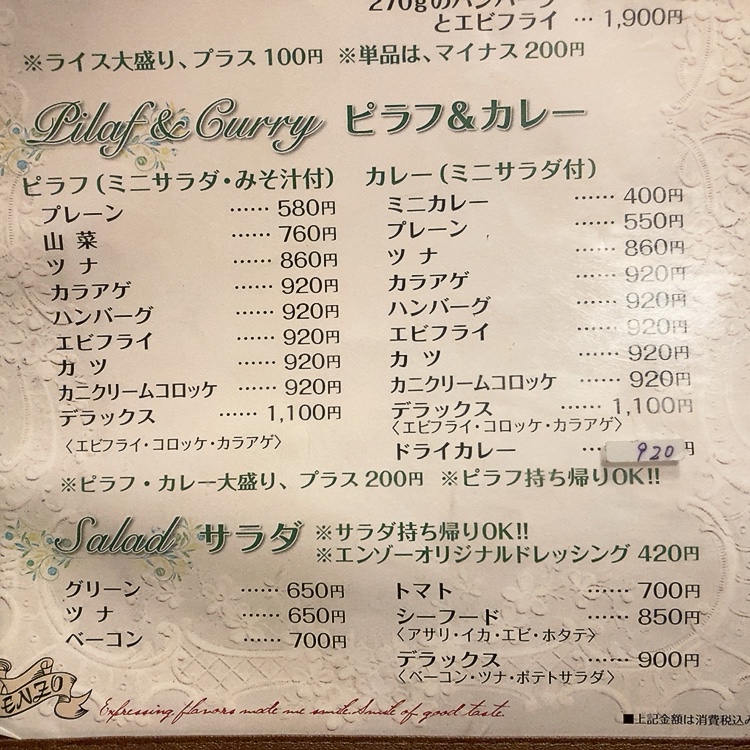 とエビフライ … 1,900円
※ライス大盛り、プラス100円 ※単品は、マイナス200円
Pilaf & Curry ピラフ&カレー
ピラフ(ミニサラダ・みそ汁付)
プレーン …… 580円
山 菜 …… 760円
ツ ナ …… 860円
カラアゲ …… 920円
ハンバーグ …… 920円
エビフライ …… 920円
カ ツ …… 920円
カニクリームコロッケ …… 920円
デラックス …… 1,100円
〈エビフライ・コロッケ・カラアゲ〉
カレー(ミニサラダ付)
ミニカレー …… 400円
プレーン …… 550円
ツ ナ …… 860円
カラアゲ …… 920円
ハンバーグ …… 920円
エビフライ …… 920円
カ ツ …… 920円
カニクリームコロッケ …… 920円
デラックス …… 1,100円
〈エビフライ・コロッケ・カラアゲ〉
ドライカレー … 920円
※ピラフ・カレー大盛り、プラス200円 ※ピラフ持ち帰りOK!!
Salad サラダ ※サラダ持ち帰りOK!!
※エンゾーオリジナルドレッシング 420円
グリーン …… 650円
ツ ナ …… 650円
ベーコン …… 700円
トマト …… 700円
シーフード …… 850円
〈アサリ・イカ・エビ・ホタテ〉
デラックス …… 900円
〈ベーコン・ツナ・ポテトサラダ〉
ENZO
Expressing flavors made me smile. Smile of good taste.
■上記金額は消費税込み